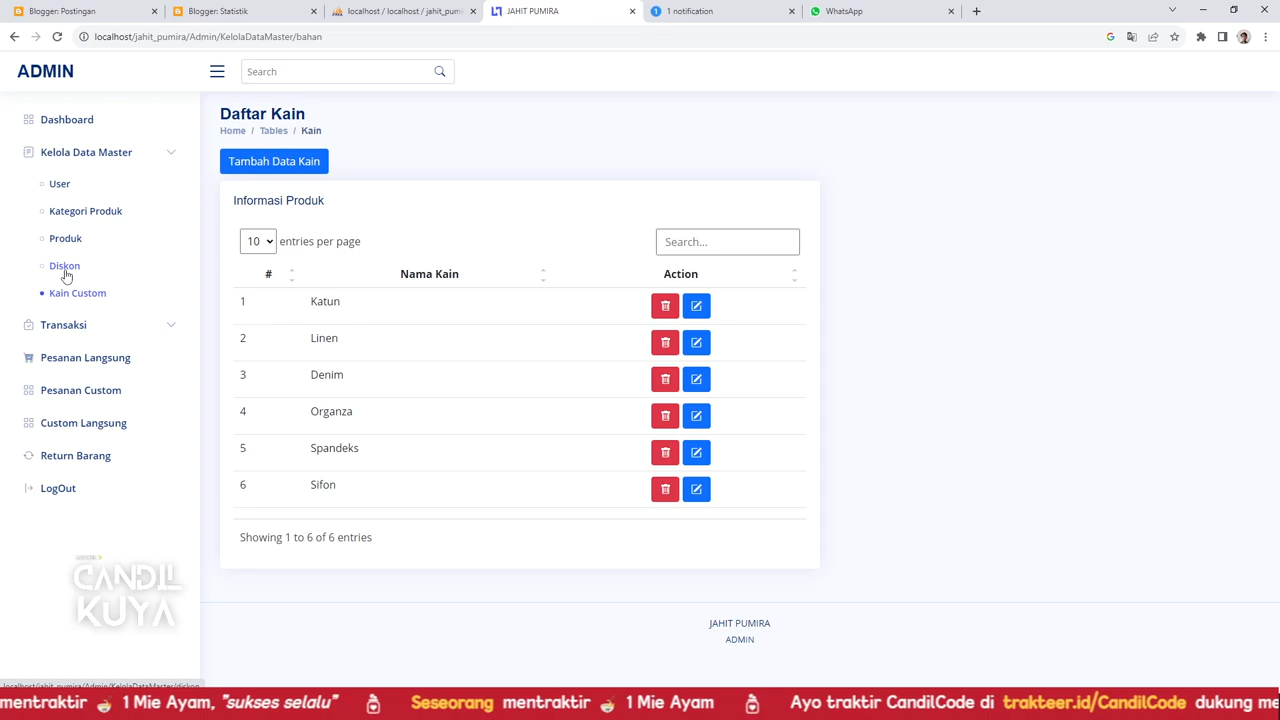 Blogger: Postingan
Blogger: Statistik
localhost / localhost / jahit_pum
JAHIT PUMIRA
1 notification
WhatsApp
localhost/jahit_pumira/Admin/KelolaDataMaster/bahan
ADMIN
Search
Dashboard
Kelola Data Master
User
Kategori Produk
Produk
Diskon
Kain Custom
Transaksi
Pesanan Langsung
Pesanan Custom
Custom Langsung
Return Barang
LogOut
Daftar Kain
Home / Tables / Kain
Tambah Data Kain
Informasi Produk
10 entries per page
Search...
# Nama Kain Action
1 Katun
2 Linen
3 Denim
4 Organza
5 Spandeks
6 Sifon
Showing 1 to 6 of 6 entries
CANDIL
KUYA
JAHIT PUMIRA
ADMIN
localhost/jahit_pumira/Admin/KelolaDataMaster/diskon
mentraktir 1 Mie Ayam, "sukses selalu" Seseorang mentraktir 1 Mie Ayam Ayo traktir CandilCode di trakteer.id/CandilCode dukung me